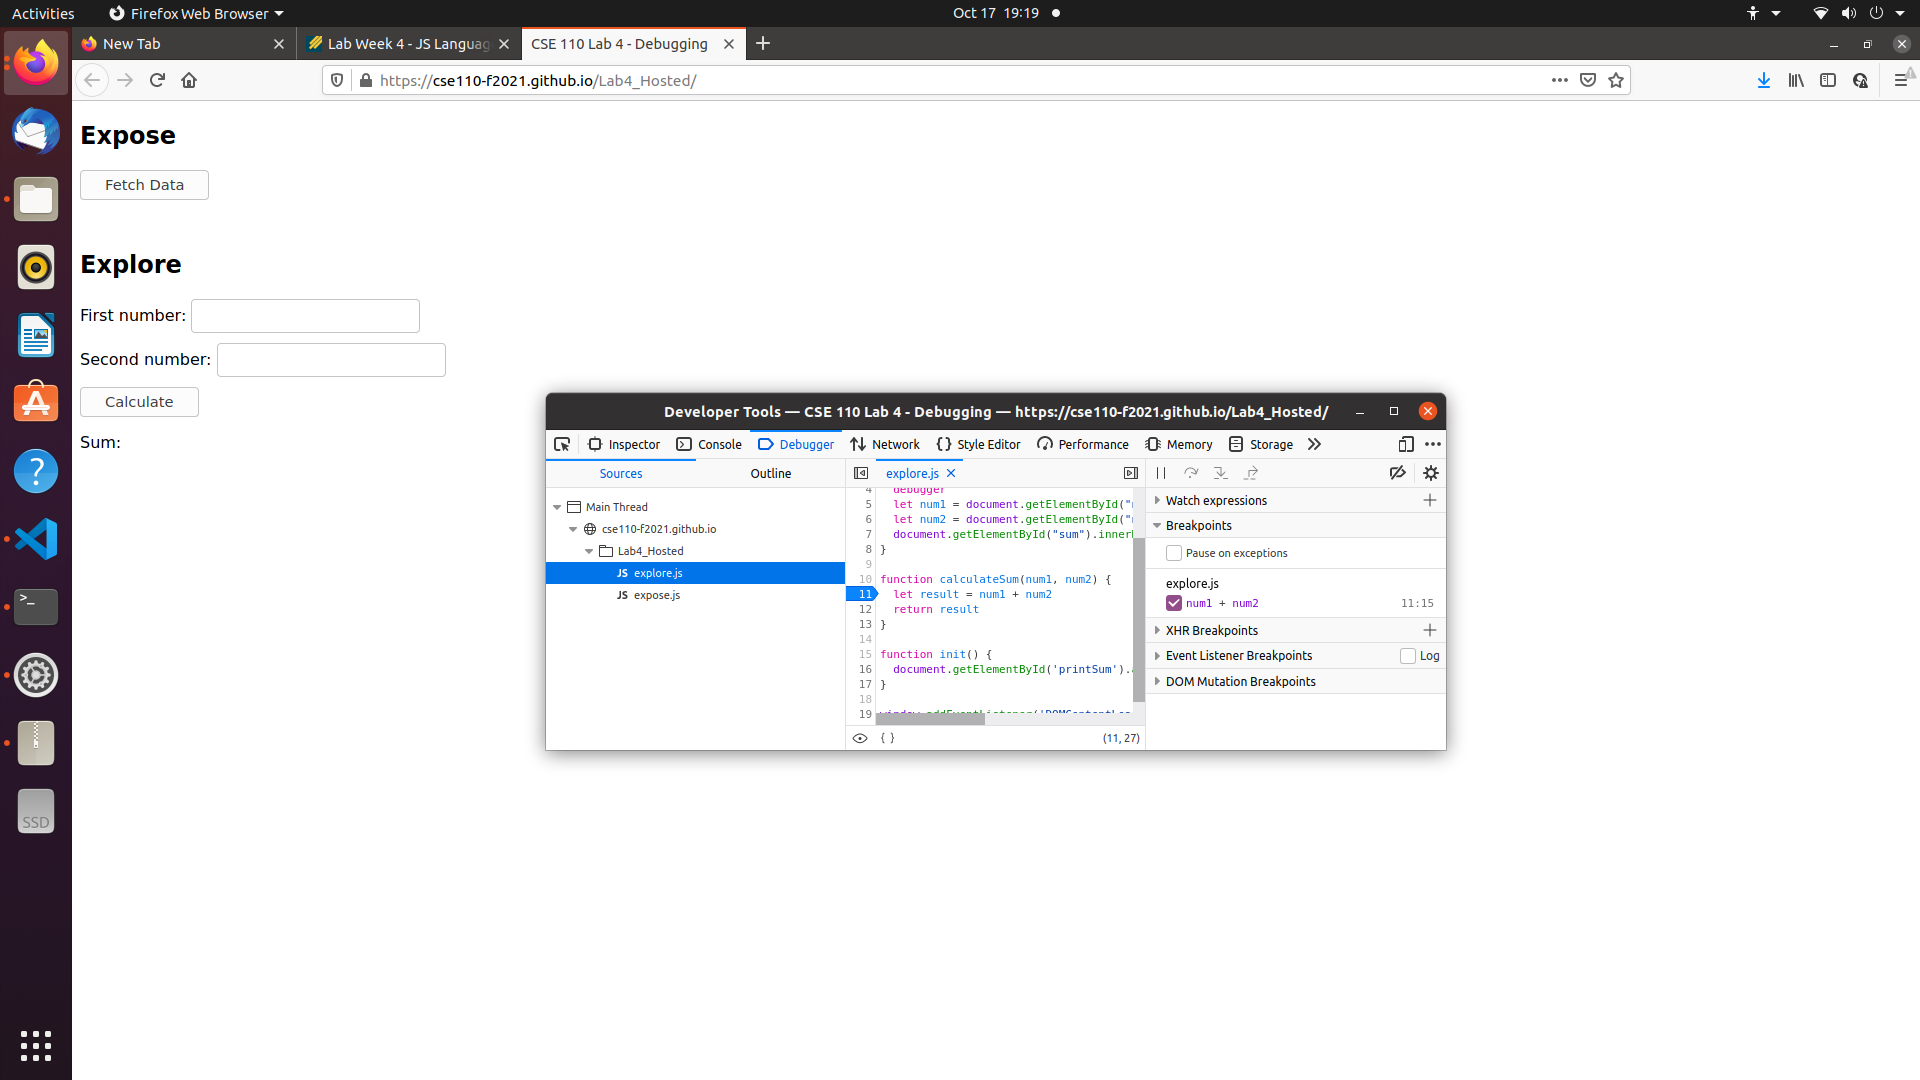 Activities
Firefox Web Browser
Oct 17 19:19
New Tab
Lab Week 4 - JS Languag
CSE 110 Lab 4 - Debugging
https://cse110-f2021.github.io/Lab4_Hosted/
Expose
Fetch Data
Explore
First number:
Second number:
Calculate
Sum:
Developer Tools — CSE 110 Lab 4 - Debugging — https://cse110-f2021.github.io/Lab4_Hosted/
Inspector
Console
Debugger
Network
Style Editor
Performance
Memory
Storage
Sources
Outline
Main Thread
cse110-f2021.github.io
Lab4_Hosted
JS explore.js
JS expose.js
explore.js
4 debugger
5 let num1 = document.getElementById("
6 let num2 = document.getElementById("
7 document.getElementById("sum").inner
8 }
9
10 function calculateSum(num1, num2) {
11 let result = num1 + num2
12 return result
13 }
14
15 function init() {
16 document.getElementById('printSum').
17 }
18
19 window.addEventListener('DOMContentLoa
{ }
(11, 27)
Watch expressions
Breakpoints
Pause on exceptions
explore.js
num1 + num2 11:15
XHR Breakpoints
Event Listener Breakpoints Log
DOM Mutation Breakpoints
SSD